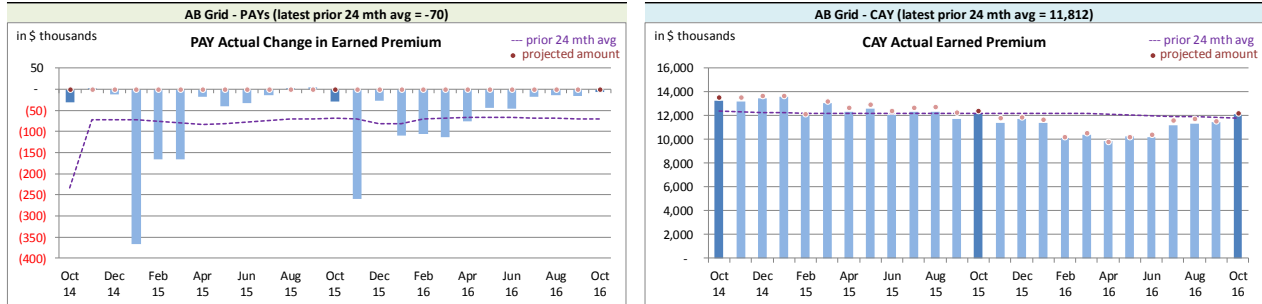 AB Grid - PAYs (latest prior 24 mth avg = -70)
in $ thousands
PAY Actual Change in Earned Premium
--- prior 24 mth avg
• projected amount
50
-
(50)
(100)
(150)
(200)
(250)
(300)
(350)
(400)
Oct Dec Feb Apr Jun Aug Oct Dec Feb Apr Jun Aug Oct
14 14 15 15 15 15 15 15 16 16 16 16 16
AB Grid - CAY (latest prior 24 mth avg = 11,812)
in $ thousands
CAY Actual Earned Premium
--- prior 24 mth avg
• projected amount
16,000
14,000
12,000
10,000
8,000
6,000
4,000
2,000
-
Oct Dec Feb Apr Jun Aug Oct Dec Feb Apr Jun Aug Oct
14 14 15 15 15 15 15 15 16 16 16 16 16